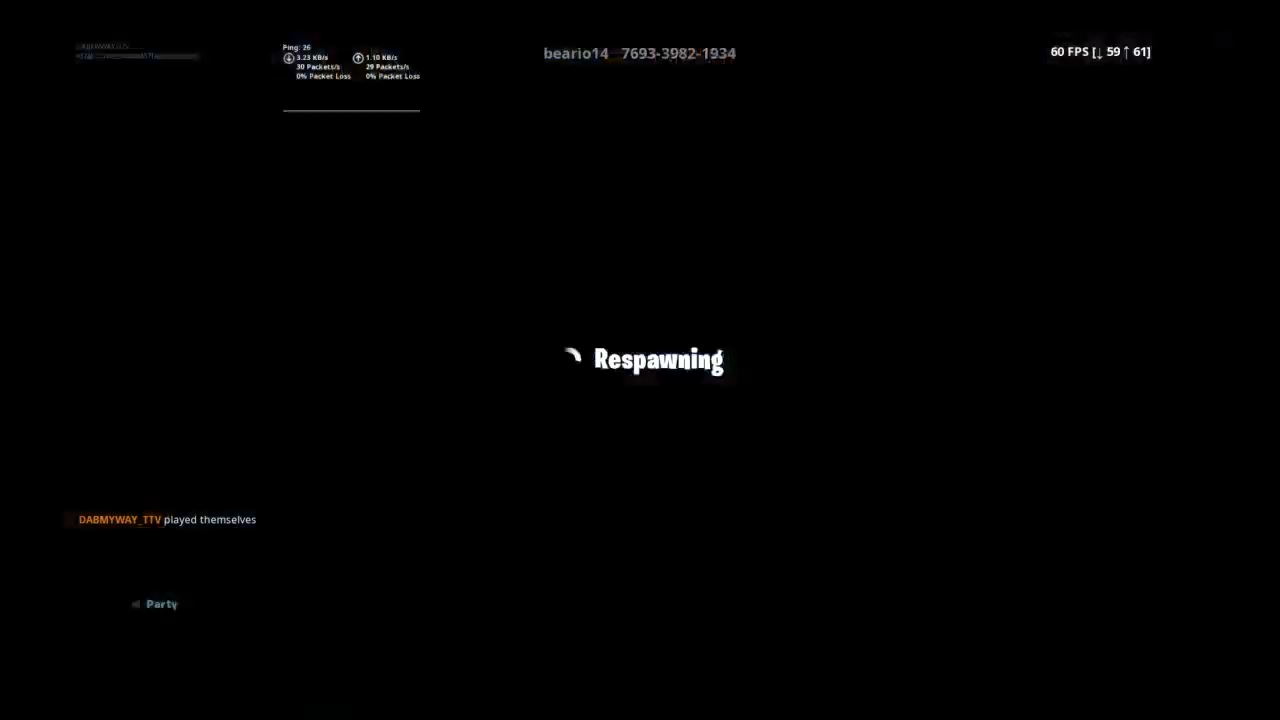 Ping: 26
3.23 KB/s 1.10 KB/s
30 Packets/s 29 Packets/s
0% Packet Loss 0% Packet Loss
beario14 7693-3982-1934
60 FPS [↓ 59 ↑ 61]
Respawning
DABMYWAY_TTV played themselves
Party